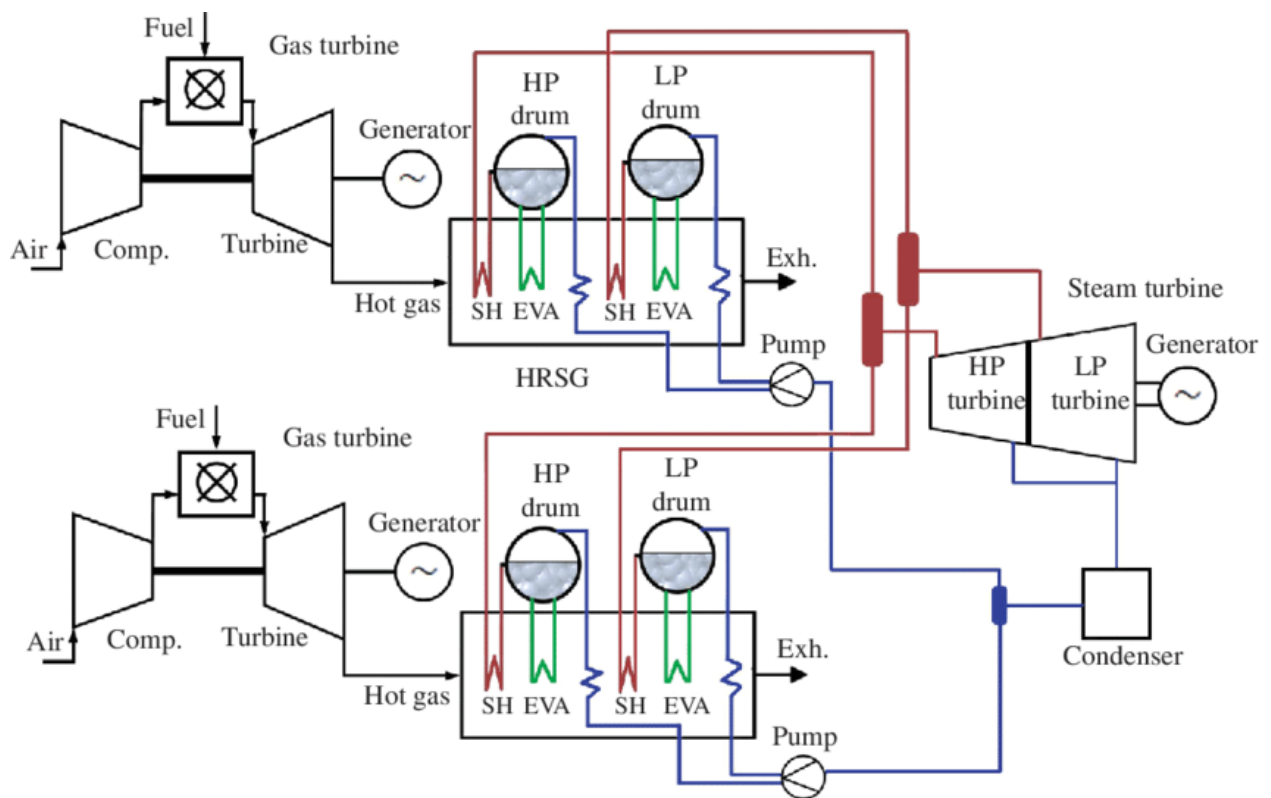 Fuel
Gas turbine
HP
drum
LP
drum
Generator
~
Air
Comp.
Turbine
Hot gas
SH
EVA
SH
EVA
Exh.
HRSG
Pump
Steam turbine
HP
turbine
LP
turbine
Generator
~
Fuel
Gas turbine
HP
drum
LP
drum
Generator
~
Air
Comp.
Turbine
Hot gas
SH
EVA
SH
EVA
Exh.
Pump
Condenser